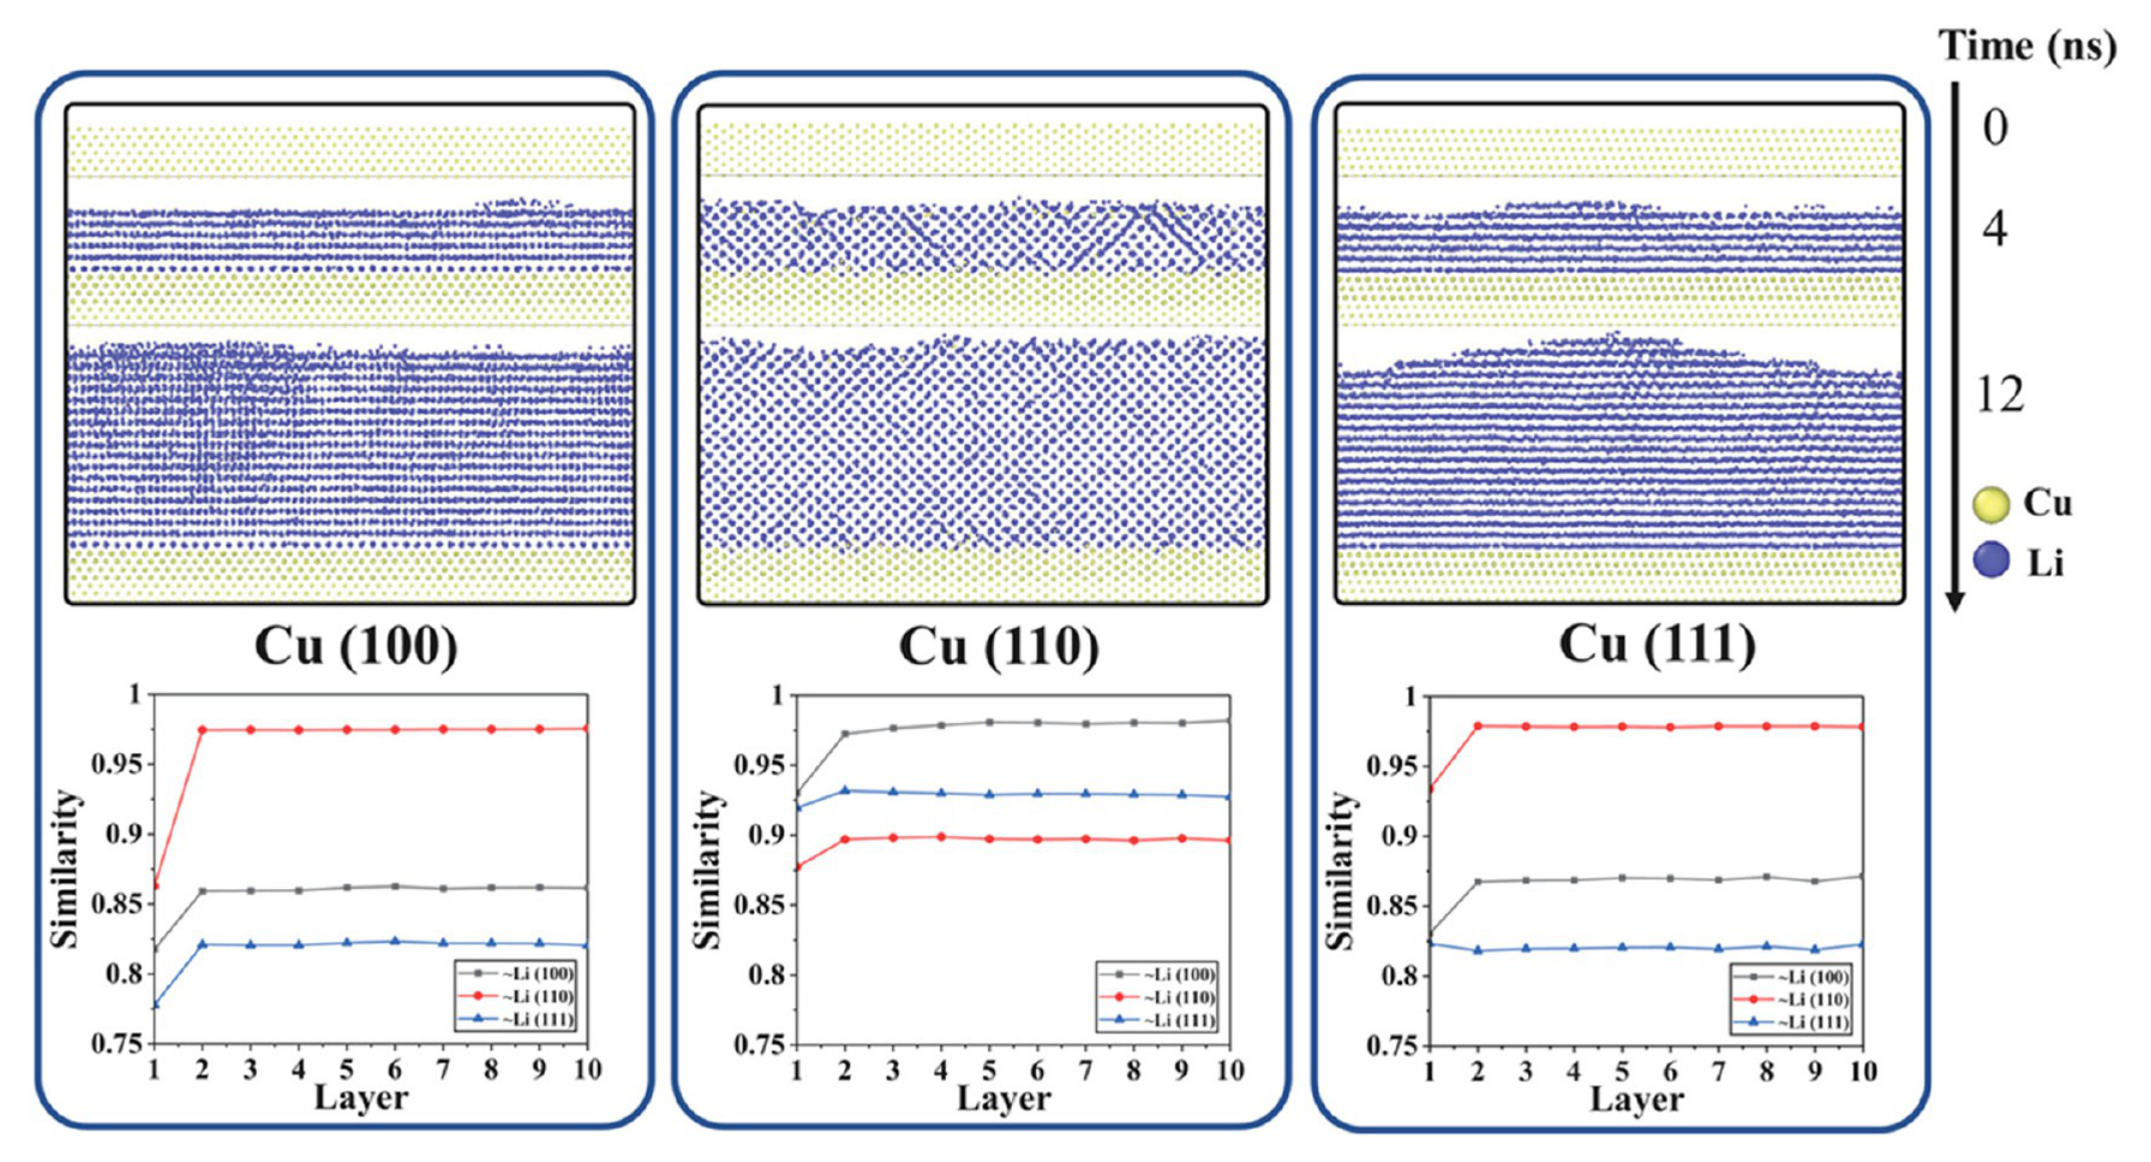 Time (ns)
0
4
12
Cu
Li
Cu (100)
Cu (110)
Cu (111)
1
0.95
0.9
0.85
0.8
0.75
Similarity
~Li (100)
~Li (110)
~Li (111)
1 2 3 4 5 6 7 8 9 10
Layer
1
0.95
0.9
0.85
0.8
0.75
Similarity
~Li (100)
~Li (110)
~Li (111)
1 2 3 4 5 6 7 8 9 10
Layer
1
0.95
0.9
0.85
0.8
0.75
Similarity
~Li (100)
~Li (110)
~Li (111)
1 2 3 4 5 6 7 8 9 10
Layer